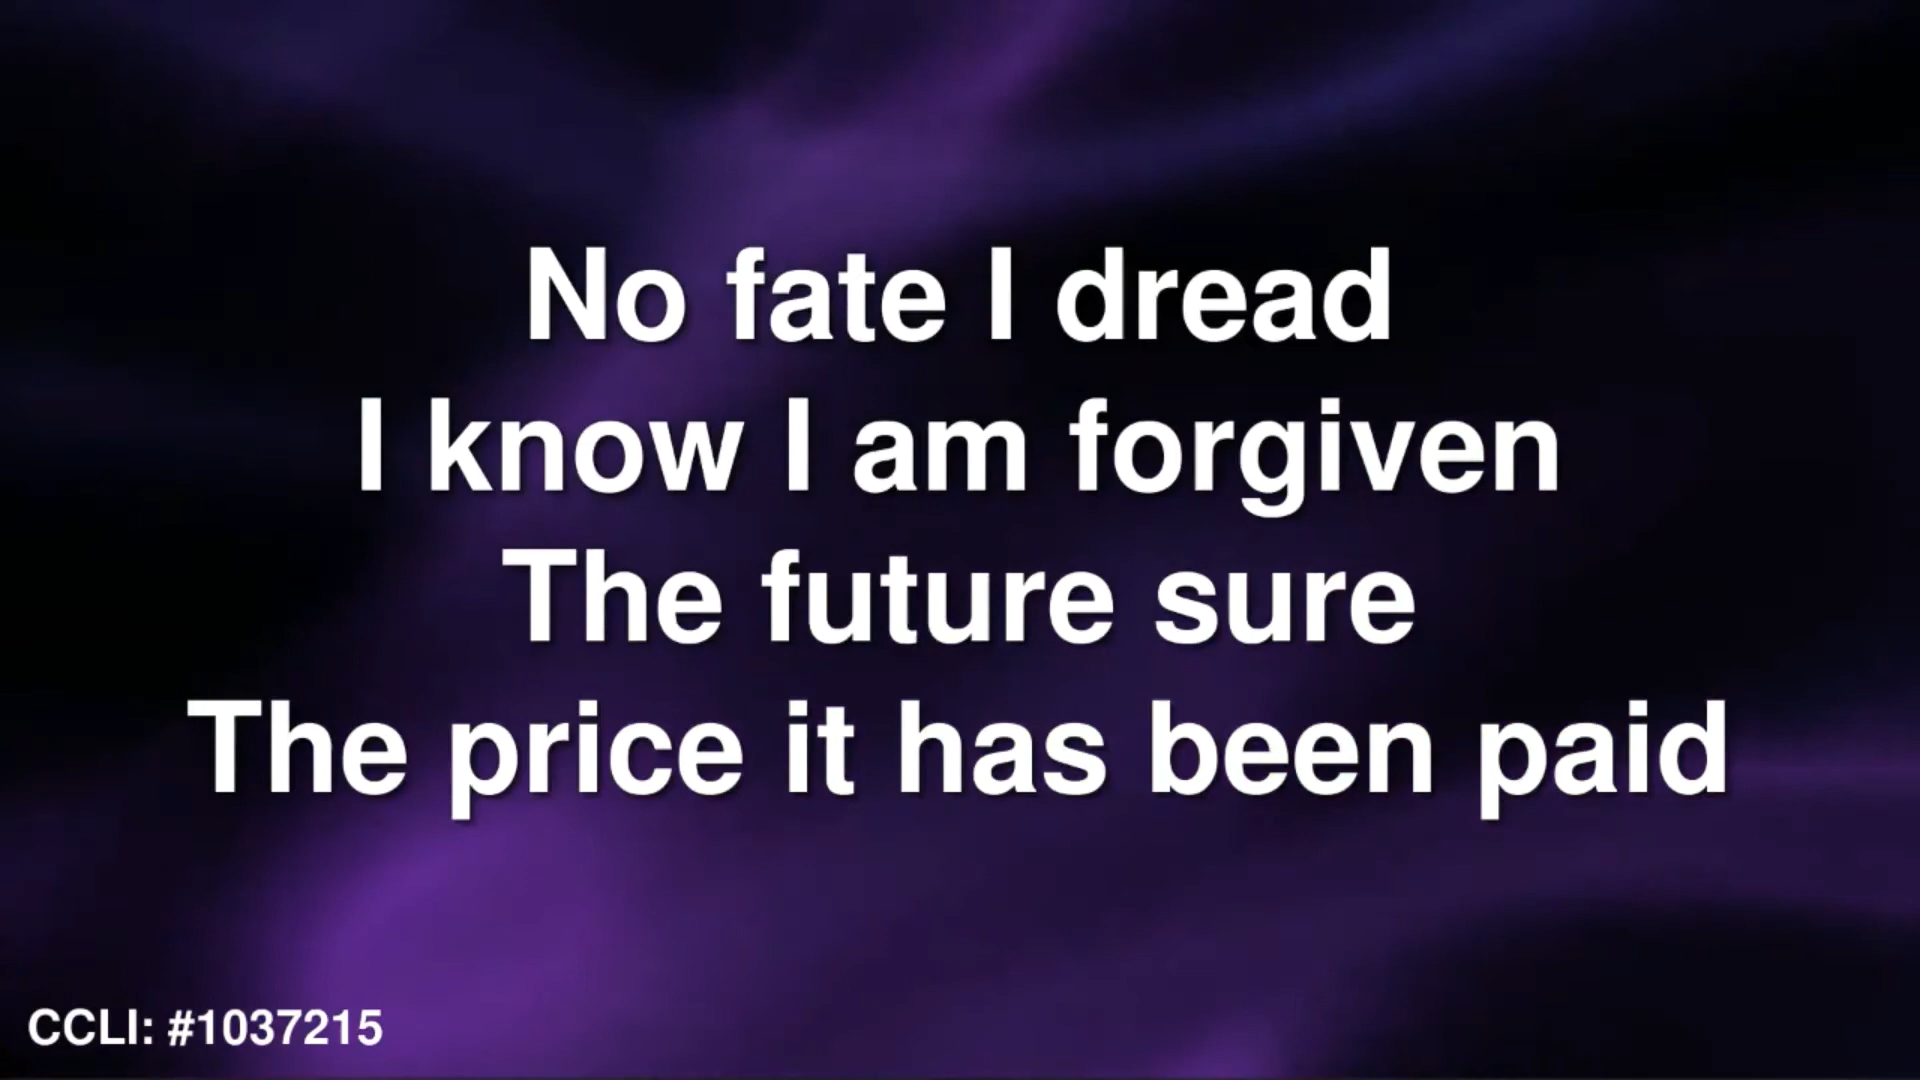 No fate I dread
I know I am forgiven
The future sure
The price it has been paid
CCLI: #1037215